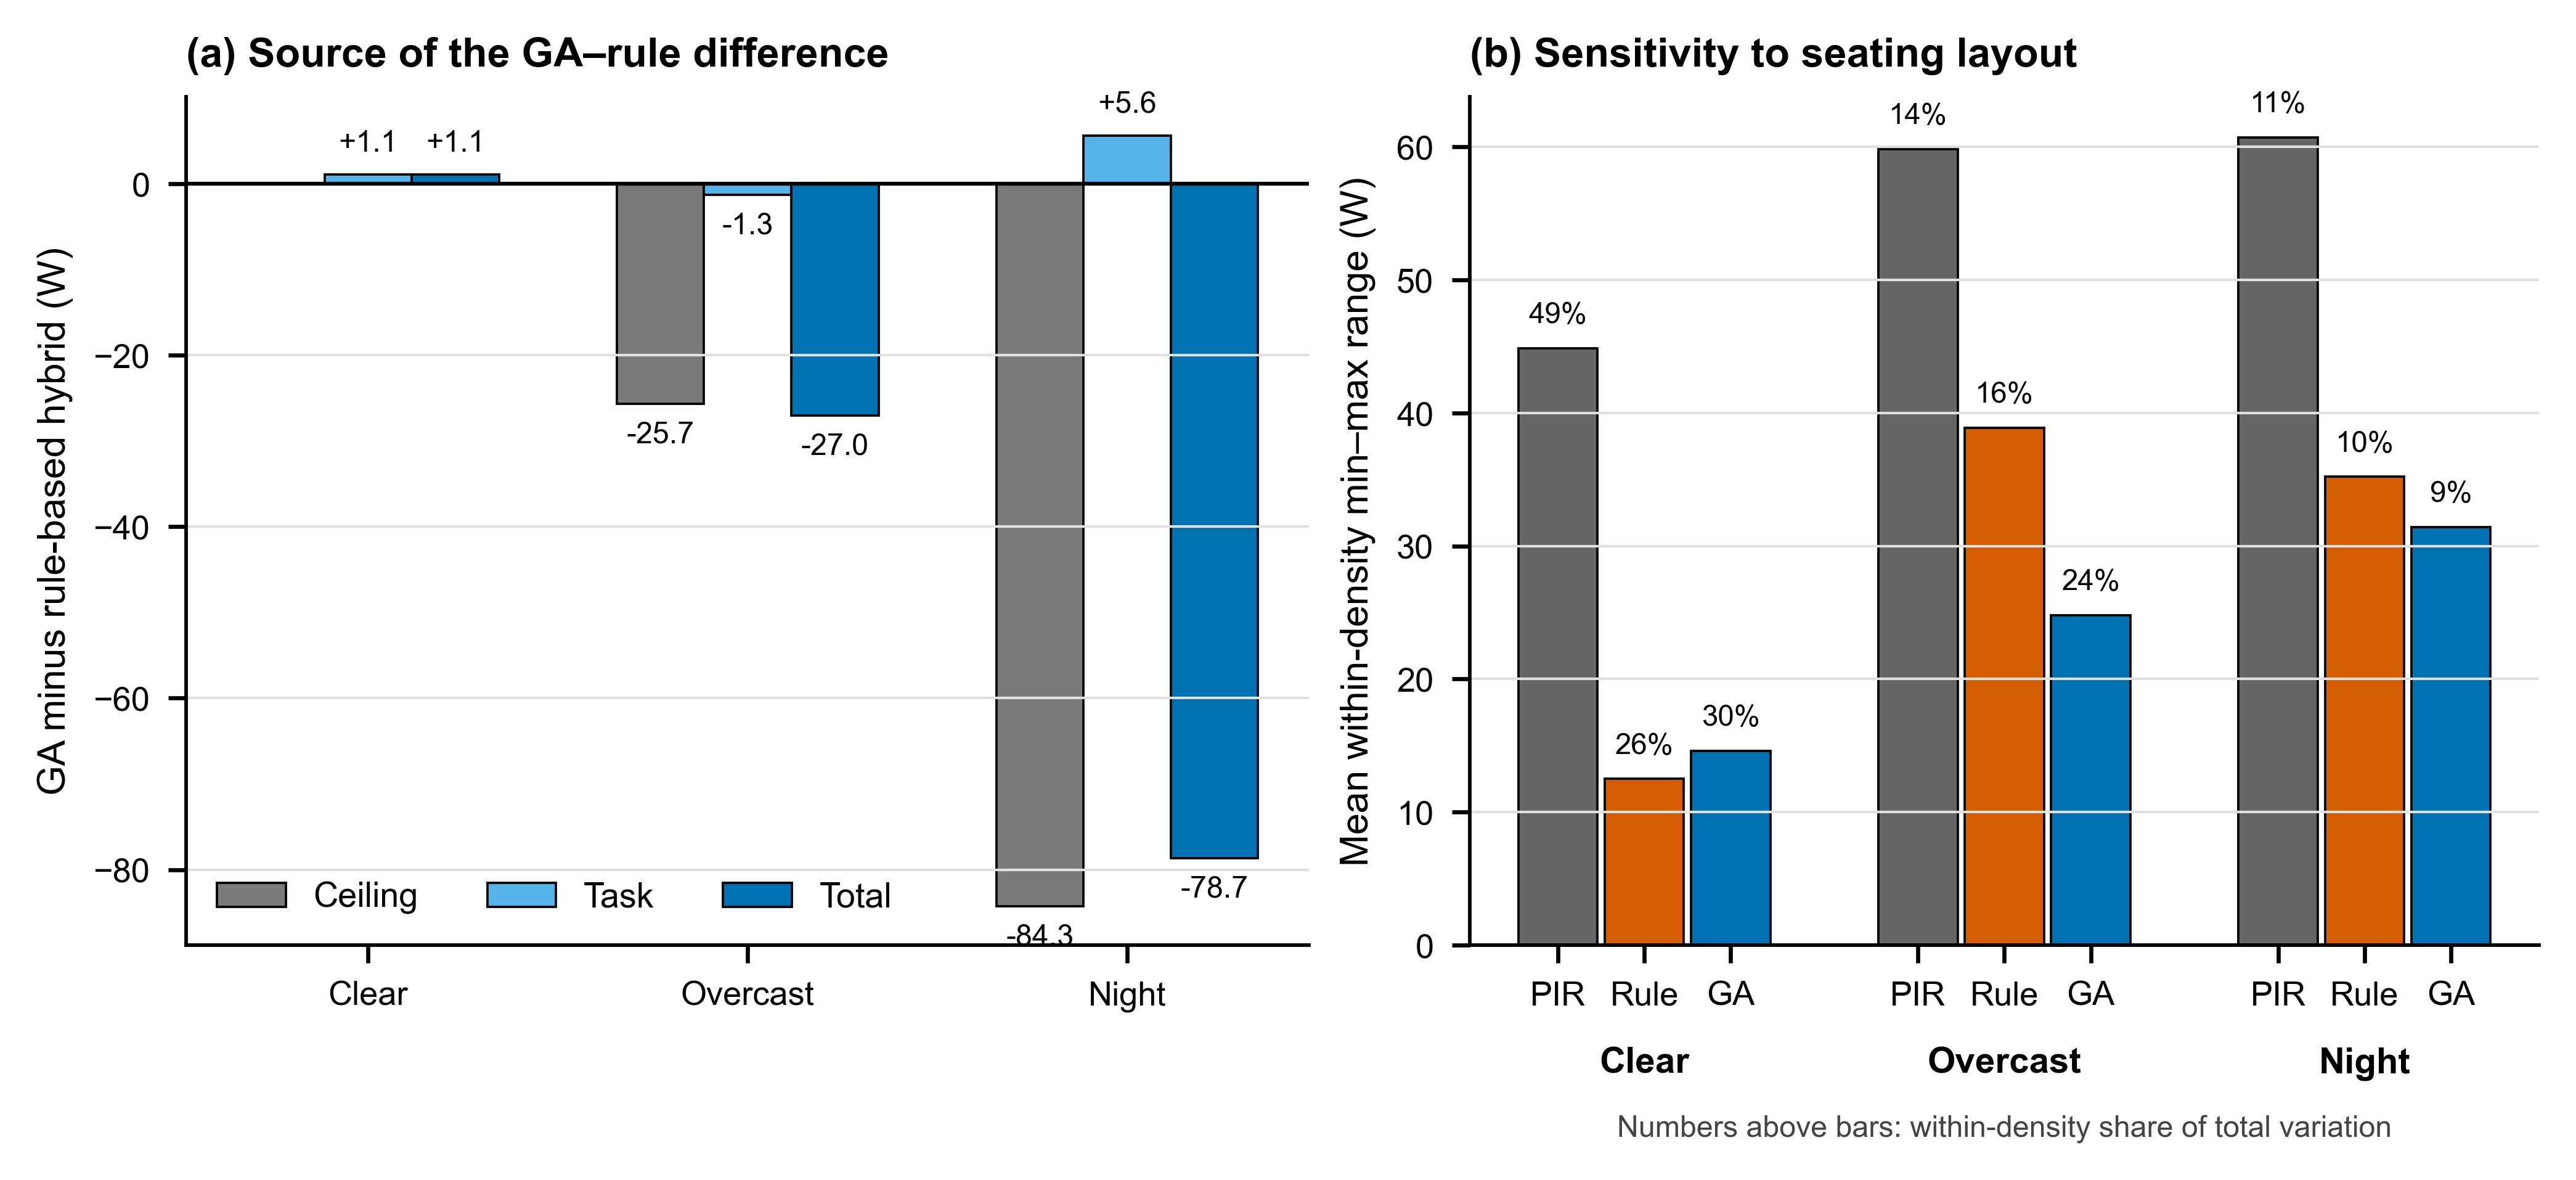 (a) Source of the GA–rule difference
GA minus rule-based hybrid (W)
0
−20
−40
−60
−80
+1.1
+1.1
-25.7
-1.3
-27.0
-84.3
+5.6
-78.7
Ceiling
Task
Total
Clear
Overcast
Night
(b) Sensitivity to seating layout
Mean within-density min–max range (W)
60
50
40
30
20
10
0
49%
26%
30%
14%
16%
24%
11%
10%
9%
PIR Rule GA
PIR Rule GA
PIR Rule GA
Clear
Overcast
Night
Numbers above bars: within-density share of total variation